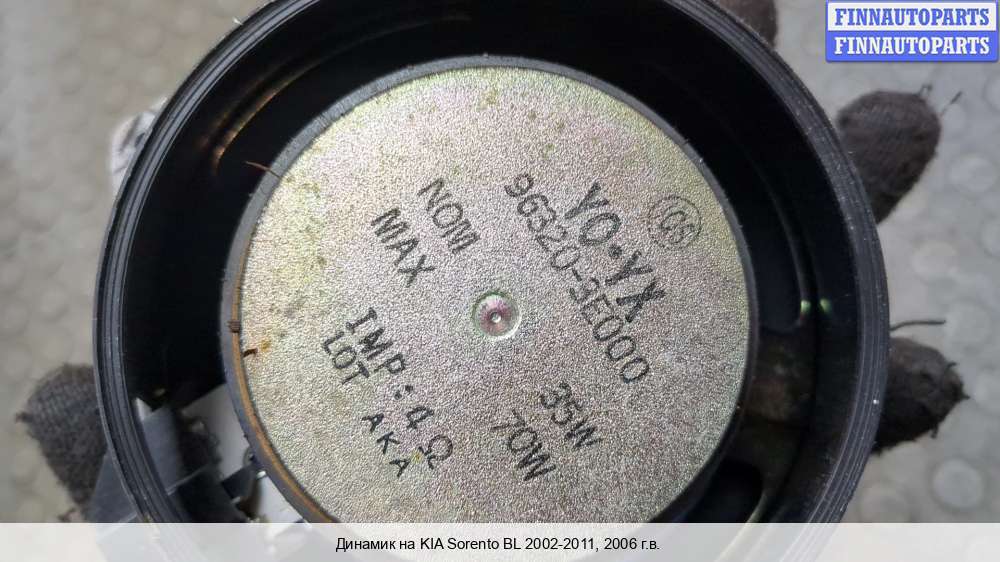 FINNAUTOPARTS
FINNAUTOPARTS
CS
YO·YX
96320-3E000
NOM 35W
MAX 70W
IMP: 4Ω
LOT AKA
Динамик на KIA Sorento BL 2002-2011, 2006 г.в.